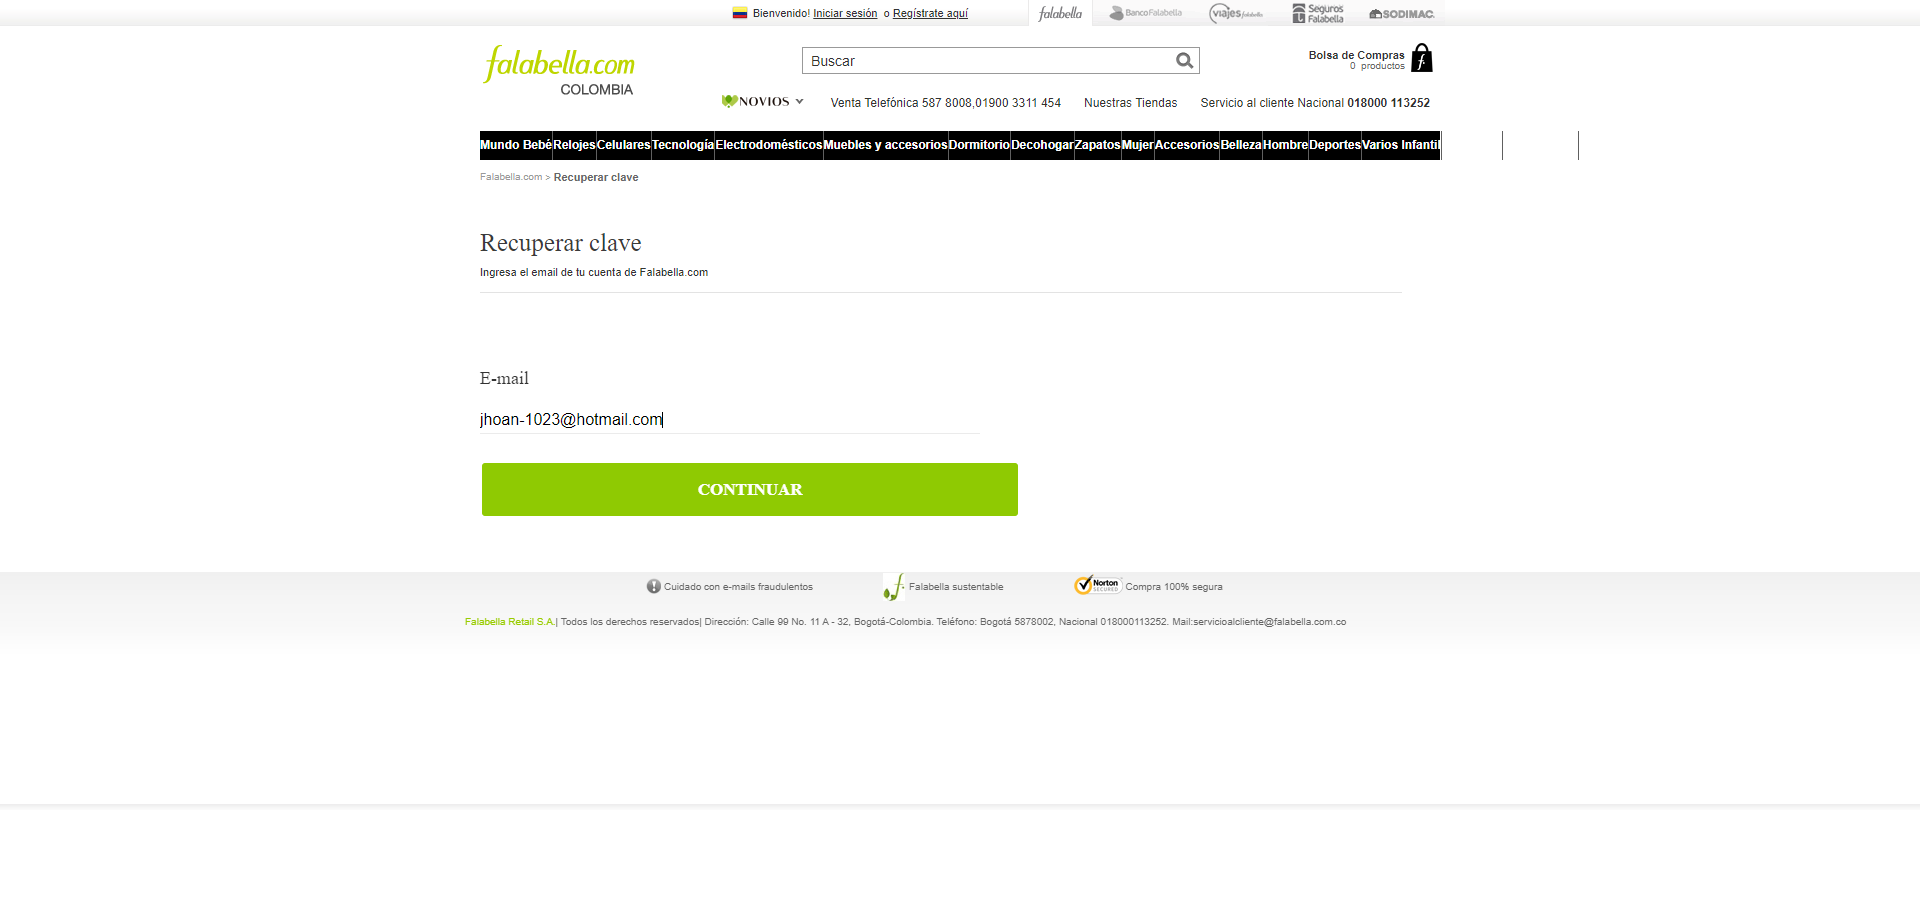 Bienvenido! Iniciar sesión o Regístrate aquí
falabella
BancoFalabella
viajes falabella
Seguros Falabella
SODIMAC
falabella.com
COLOMBIA
Buscar
Bolsa de Compras
0 productos
NOVIOS
Venta Telefónica 587 8008,01900 3311 454
Nuestras Tiendas
Servicio al cliente Nacional 018000 113252
Mundo Bebé Relojes Celulares Tecnología Electrodomésticos Muebles y accesorios Dormitorio Decohogar Zapatos Mujer Accesorios Belleza Hombre Deportes Varios Infantil
Falabella.com > Recuperar clave
Recuperar clave
Ingresa el email de tu cuenta de Falabella.com
E-mail
jhoan-1023@hotmail.com
CONTINUAR
Cuidado con e-mails fraudulentos
Falabella sustentable
Norton
SECURED
Compra 100% segura
Falabella Retail S.A.| Todos los derechos reservados| Dirección: Calle 99 No. 11 A - 32, Bogotá-Colombia. Teléfono: Bogotá 5878002, Nacional 018000113252. Mail:servicioalcliente@falabella.com.co